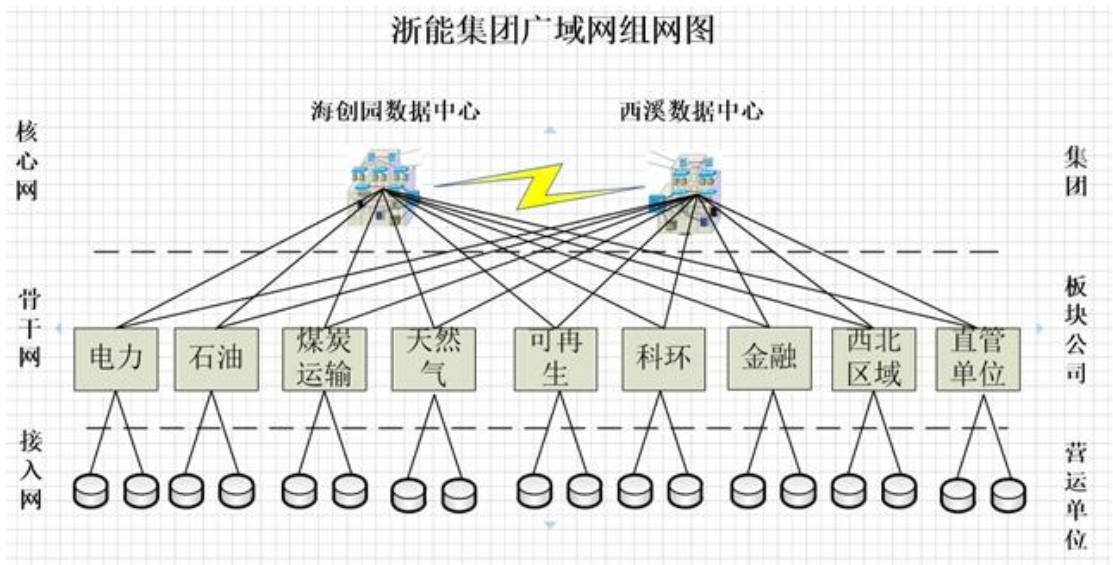 浙能集团广域网组网图
海创园数据中心
西溪数据中心
核心网
集团
骨干网
板块公司
电力
石油
煤炭
运输
天然
气
可再
生
科环
金融
西北
区域
直管
单位
接入网
营运单位